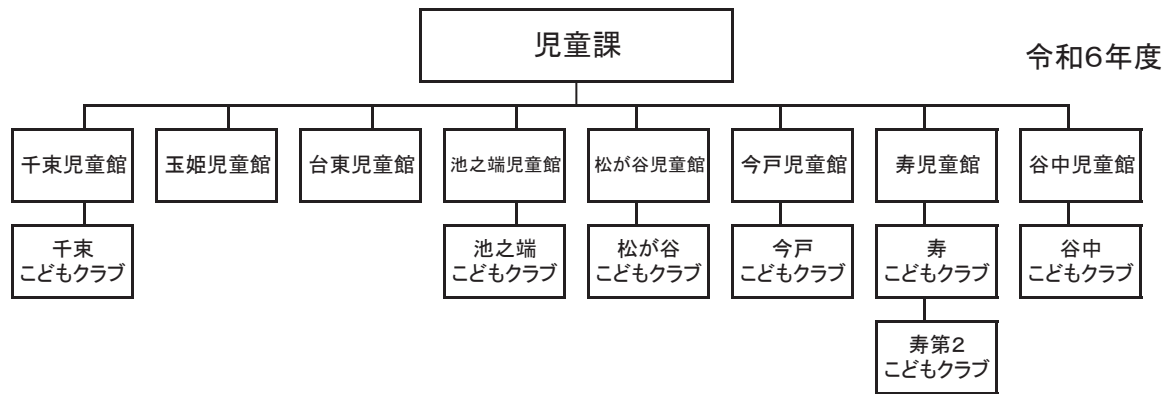 児童課
令和6年度
千束児童館
玉姫児童館
台東児童館
池之端児童館
松が谷児童館
今戸児童館
寿児童館
谷中児童館
千束
こどもクラブ
池之端
こどもクラブ
松が谷
こどもクラブ
今戸
こどもクラブ
寿
こどもクラブ
谷中
こどもクラブ
寿第2
こどもクラブ